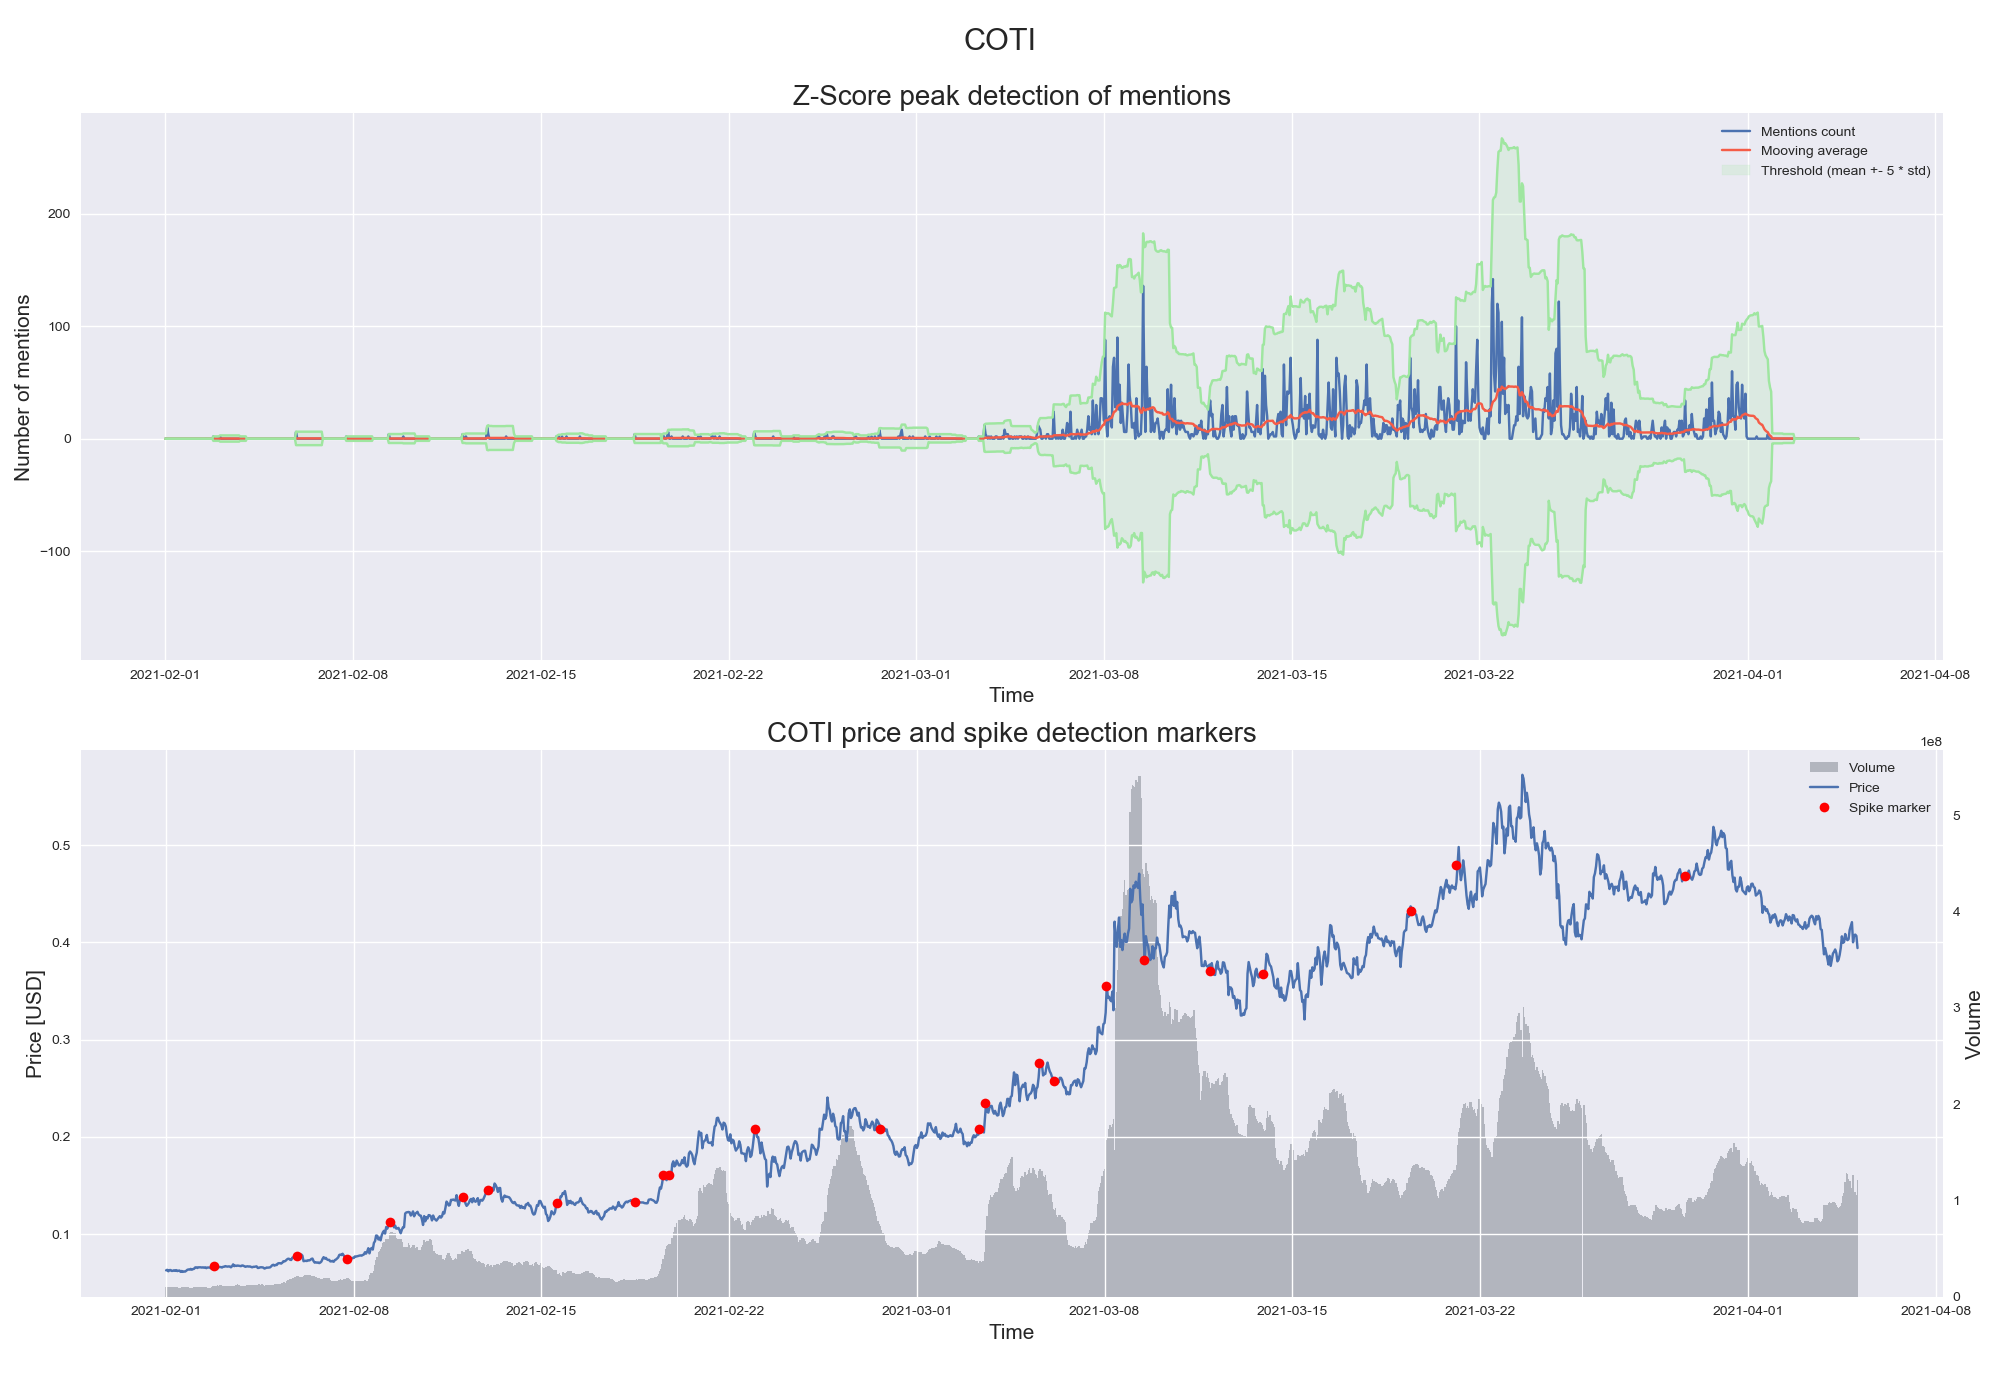 COTI
Z-Score peak detection of mentions
Mentions count
Mooving average
Threshold (mean +- 5 * std)
Number of mentions
200
100
0
−100
2021-02-01 2021-02-08 2021-02-15 2021-02-22 2021-03-01 2021-03-08 2021-03-15 2021-03-22 2021-04-01 2021-04-08
Time
COTI price and spike detection markers
1e8
Volume
Price
Spike marker
Price [USD]
0.5
0.4
0.3
0.2
0.1
5
4
3
2
1
0
Volume
2021-02-01 2021-02-08 2021-02-15 2021-02-22 2021-03-01 2021-03-08 2021-03-15 2021-03-22 2021-04-01 2021-04-08
Time